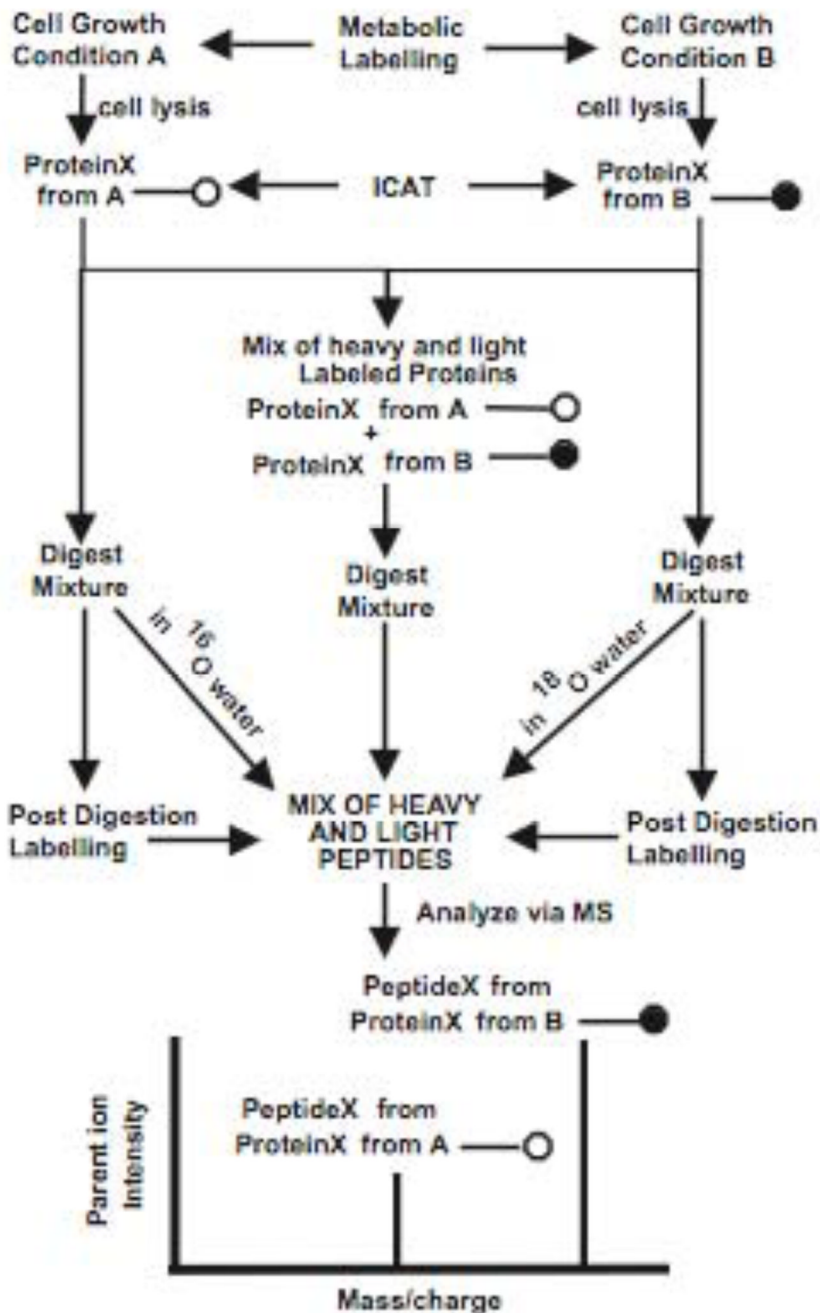 Cell Growth
Condition A
Metabolic
Labelling
Cell Growth
Condition B
cell lysis
cell lysis
ProteinX
from A
ICAT
ProteinX
from B
Mix of heavy and light
Labeled Proteins
ProteinX from A
+
ProteinX from B
Digest
Mixture
Digest
Mixture
Digest
Mixture
in 16O water
in 18O water
Post Digestion
Labelling
MIX OF HEAVY
AND LIGHT
PEPTIDES
Post Digestion
Labelling
Analyze via MS
PeptideX from
ProteinX from B
PeptideX from
ProteinX from A
Parent ion
Intensity
Mass/charge